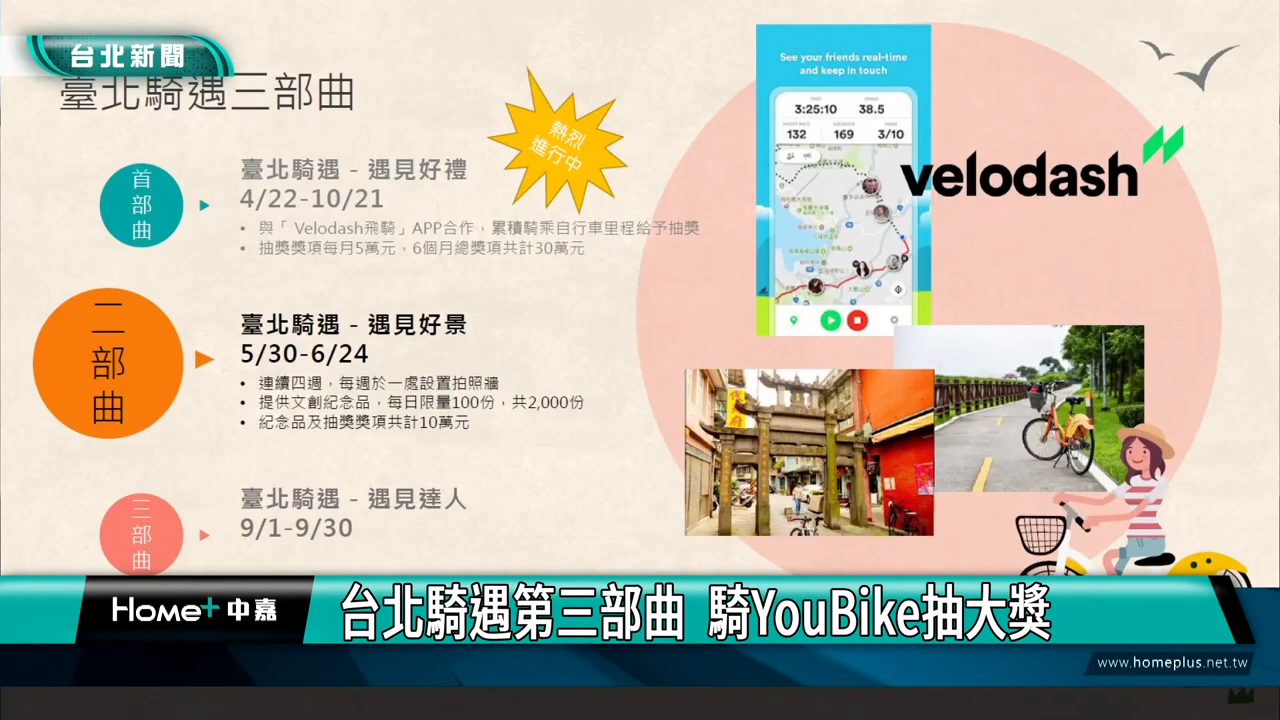 台北新聞
臺北騎遇三部曲
熱烈
進行中
首部曲
臺北騎遇 - 遇見好禮
4/22-10/21
• 與「 Velodash飛騎」APP合作，累積騎乘自行車里程給予抽獎
• 抽獎獎項每月5萬元，6個月總獎項共計30萬元
二部曲
臺北騎遇 - 遇見好景
5/30-6/24
• 連續四週，每週於一處設置拍照牆
• 提供文創紀念品，每日限量100份，共2,000份
• 紀念品及抽獎獎項共計10萬元
三部曲
臺北騎遇 - 遇見達人
9/1-9/30
See your friends real-time
and keep in touch
3:25:10 38.5
132 169 3/10
velodash
Home+ 中嘉
台北騎遇第三部曲 騎YouBike抽大獎
www.homeplus.net.tw